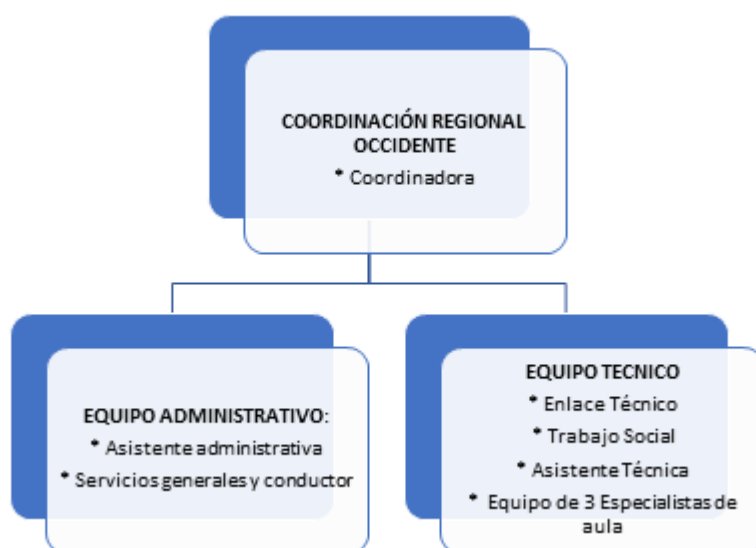 COORDINACIÓN REGIONAL
OCCIDENTE
* Coordinadora
EQUIPO ADMINISTRATIVO:
* Asistente administrativa
* Servicios generales y conductor
EQUIPO TECNICO
* Enlace Técnico
* Trabajo Social
* Asistente Técnica
* Equipo de 3 Especialistas de
aula